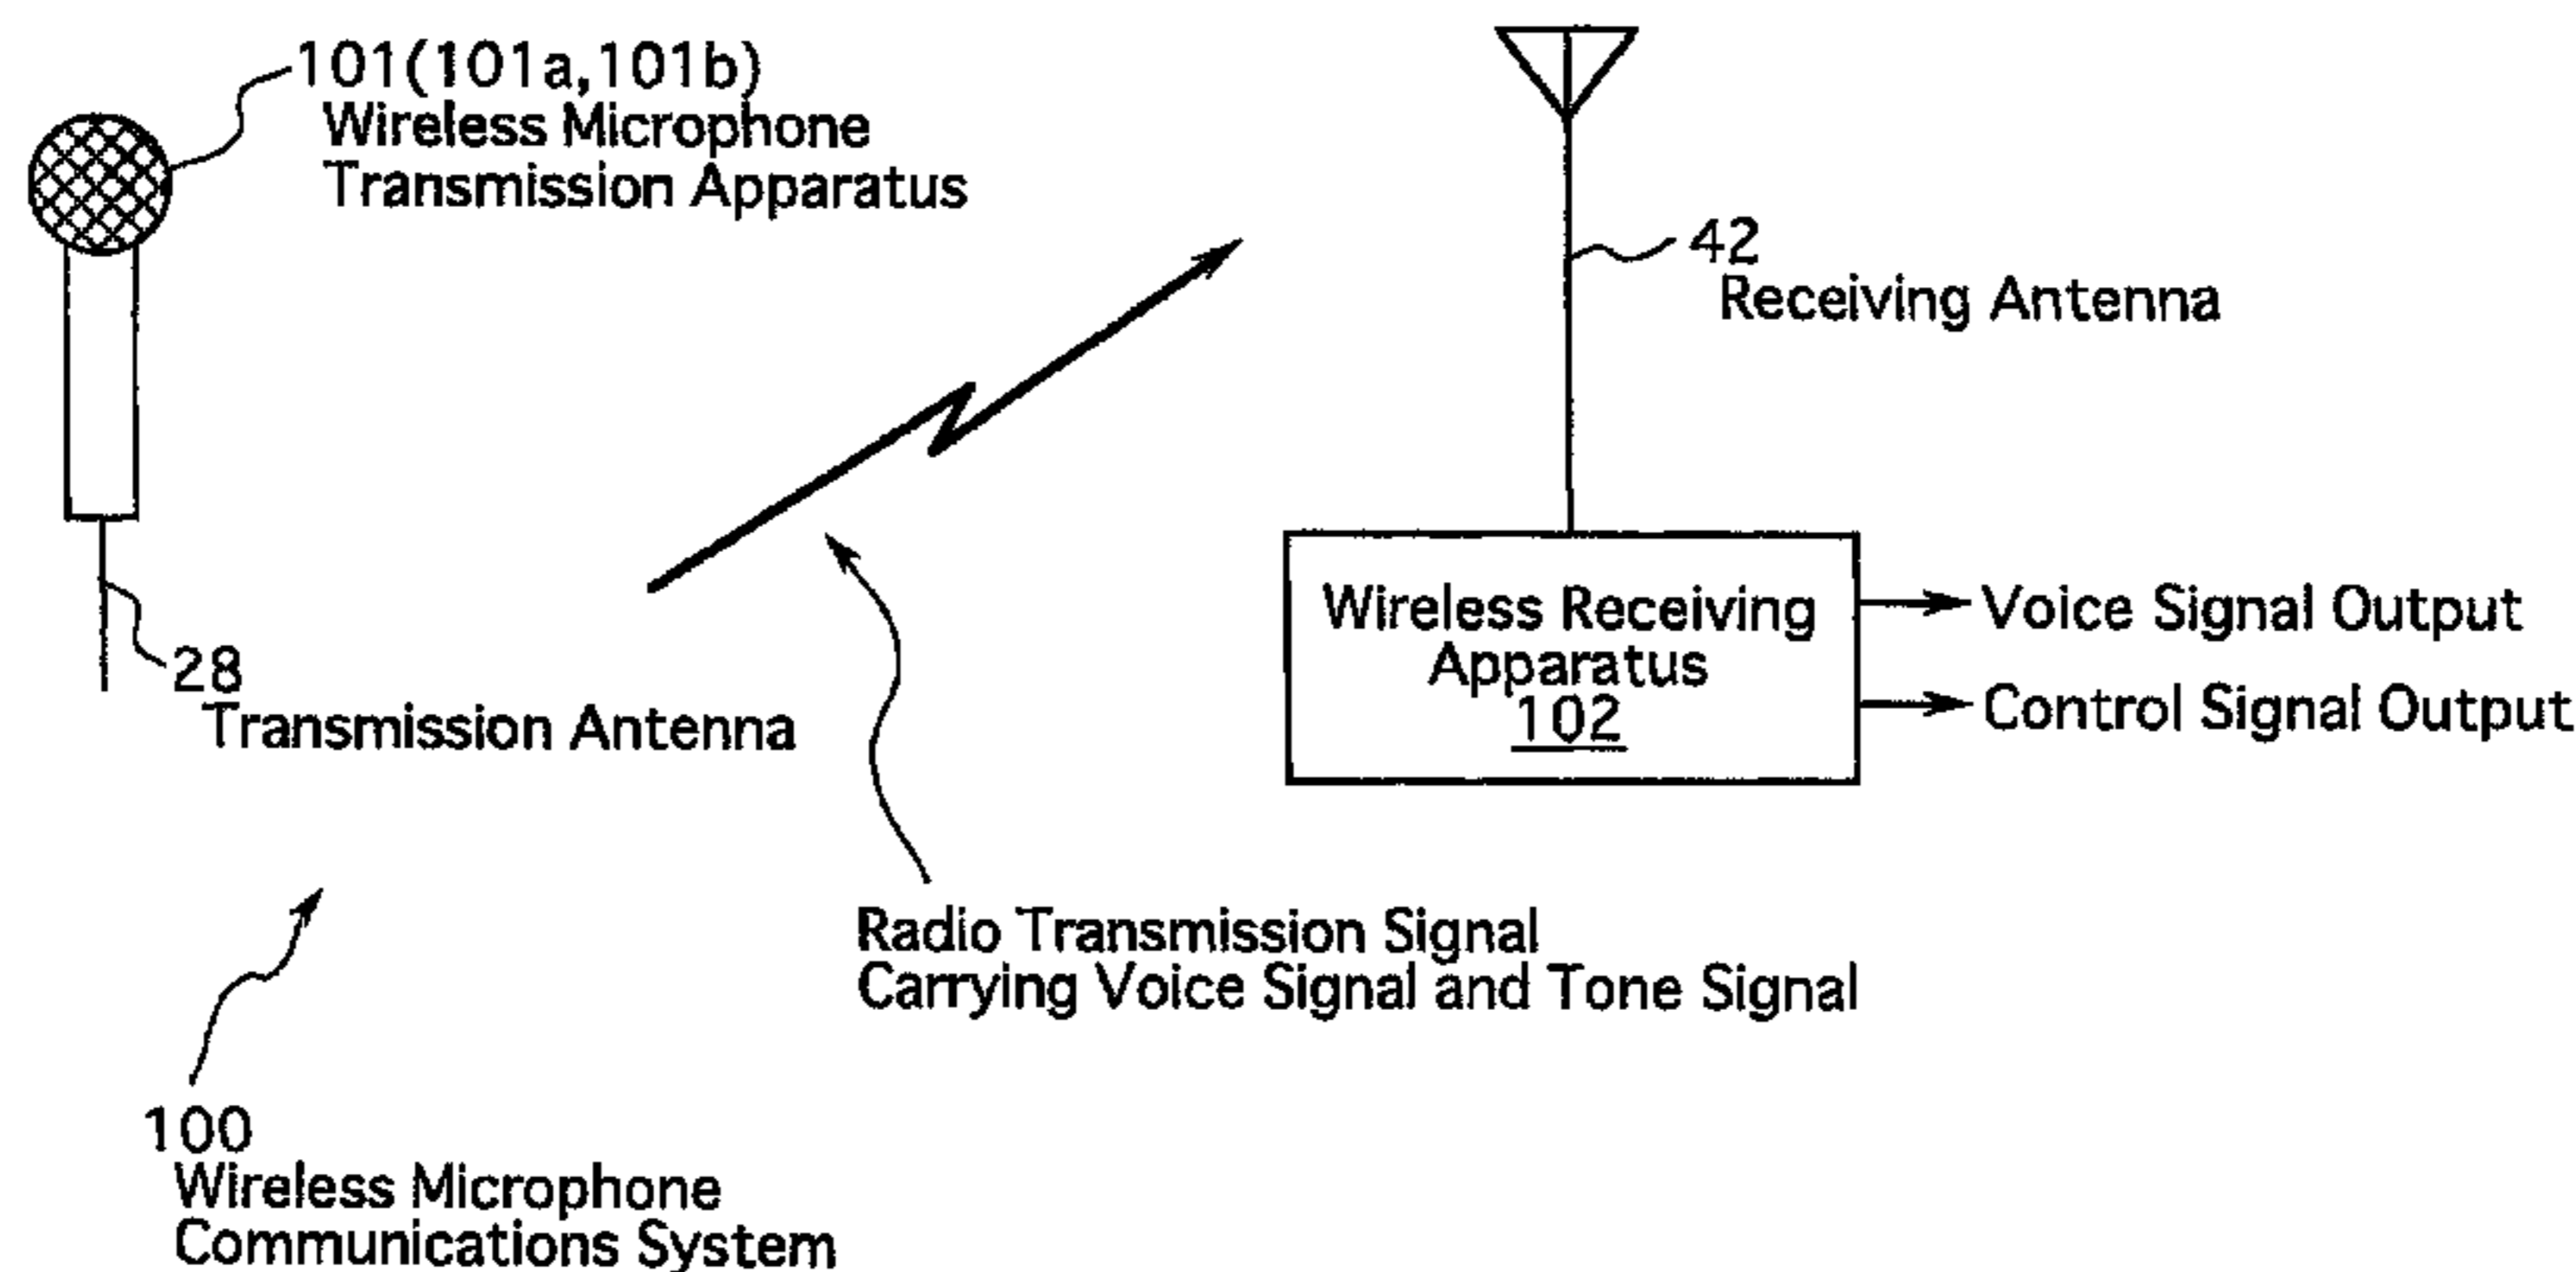 101(101a,101b)
Wireless Microphone
Transmission Apparatus
42
Receiving Antenna
28
Transmission Antenna
Wireless Receiving
Apparatus
102
Voice Signal Output
Control Signal Output
Radio Transmission Signal
Carrying Voice Signal and Tone Signal
100
Wireless Microphone
Communications System